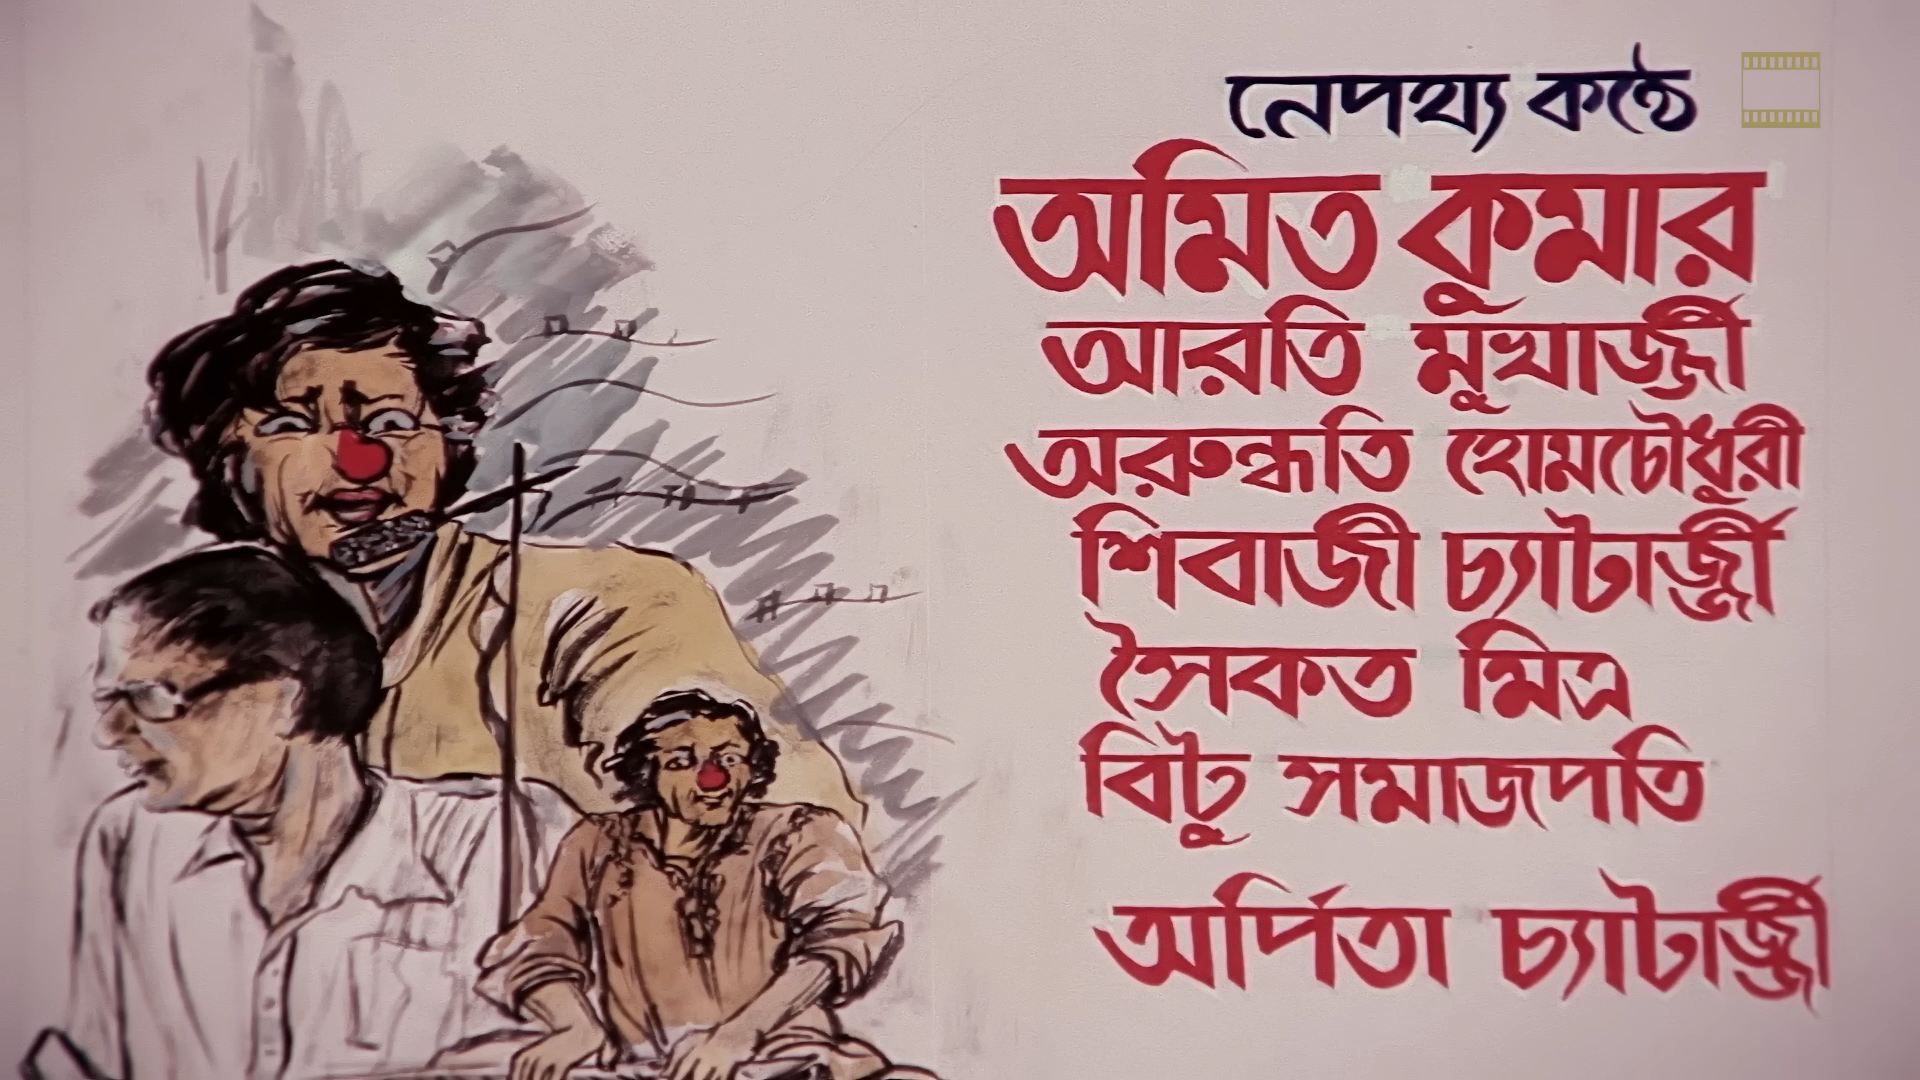 নেপথ্য কণ্ঠে
অমিত কুমার
আরতি মুখার্জ্জী
অরুন্ধতি হোমচৌধুরী
শিবাজী চ্যাটার্জ্জী
সৈকত মিত্র
বিটু সমাজপতি
অর্পিতা চ্যাটার্জ্জী